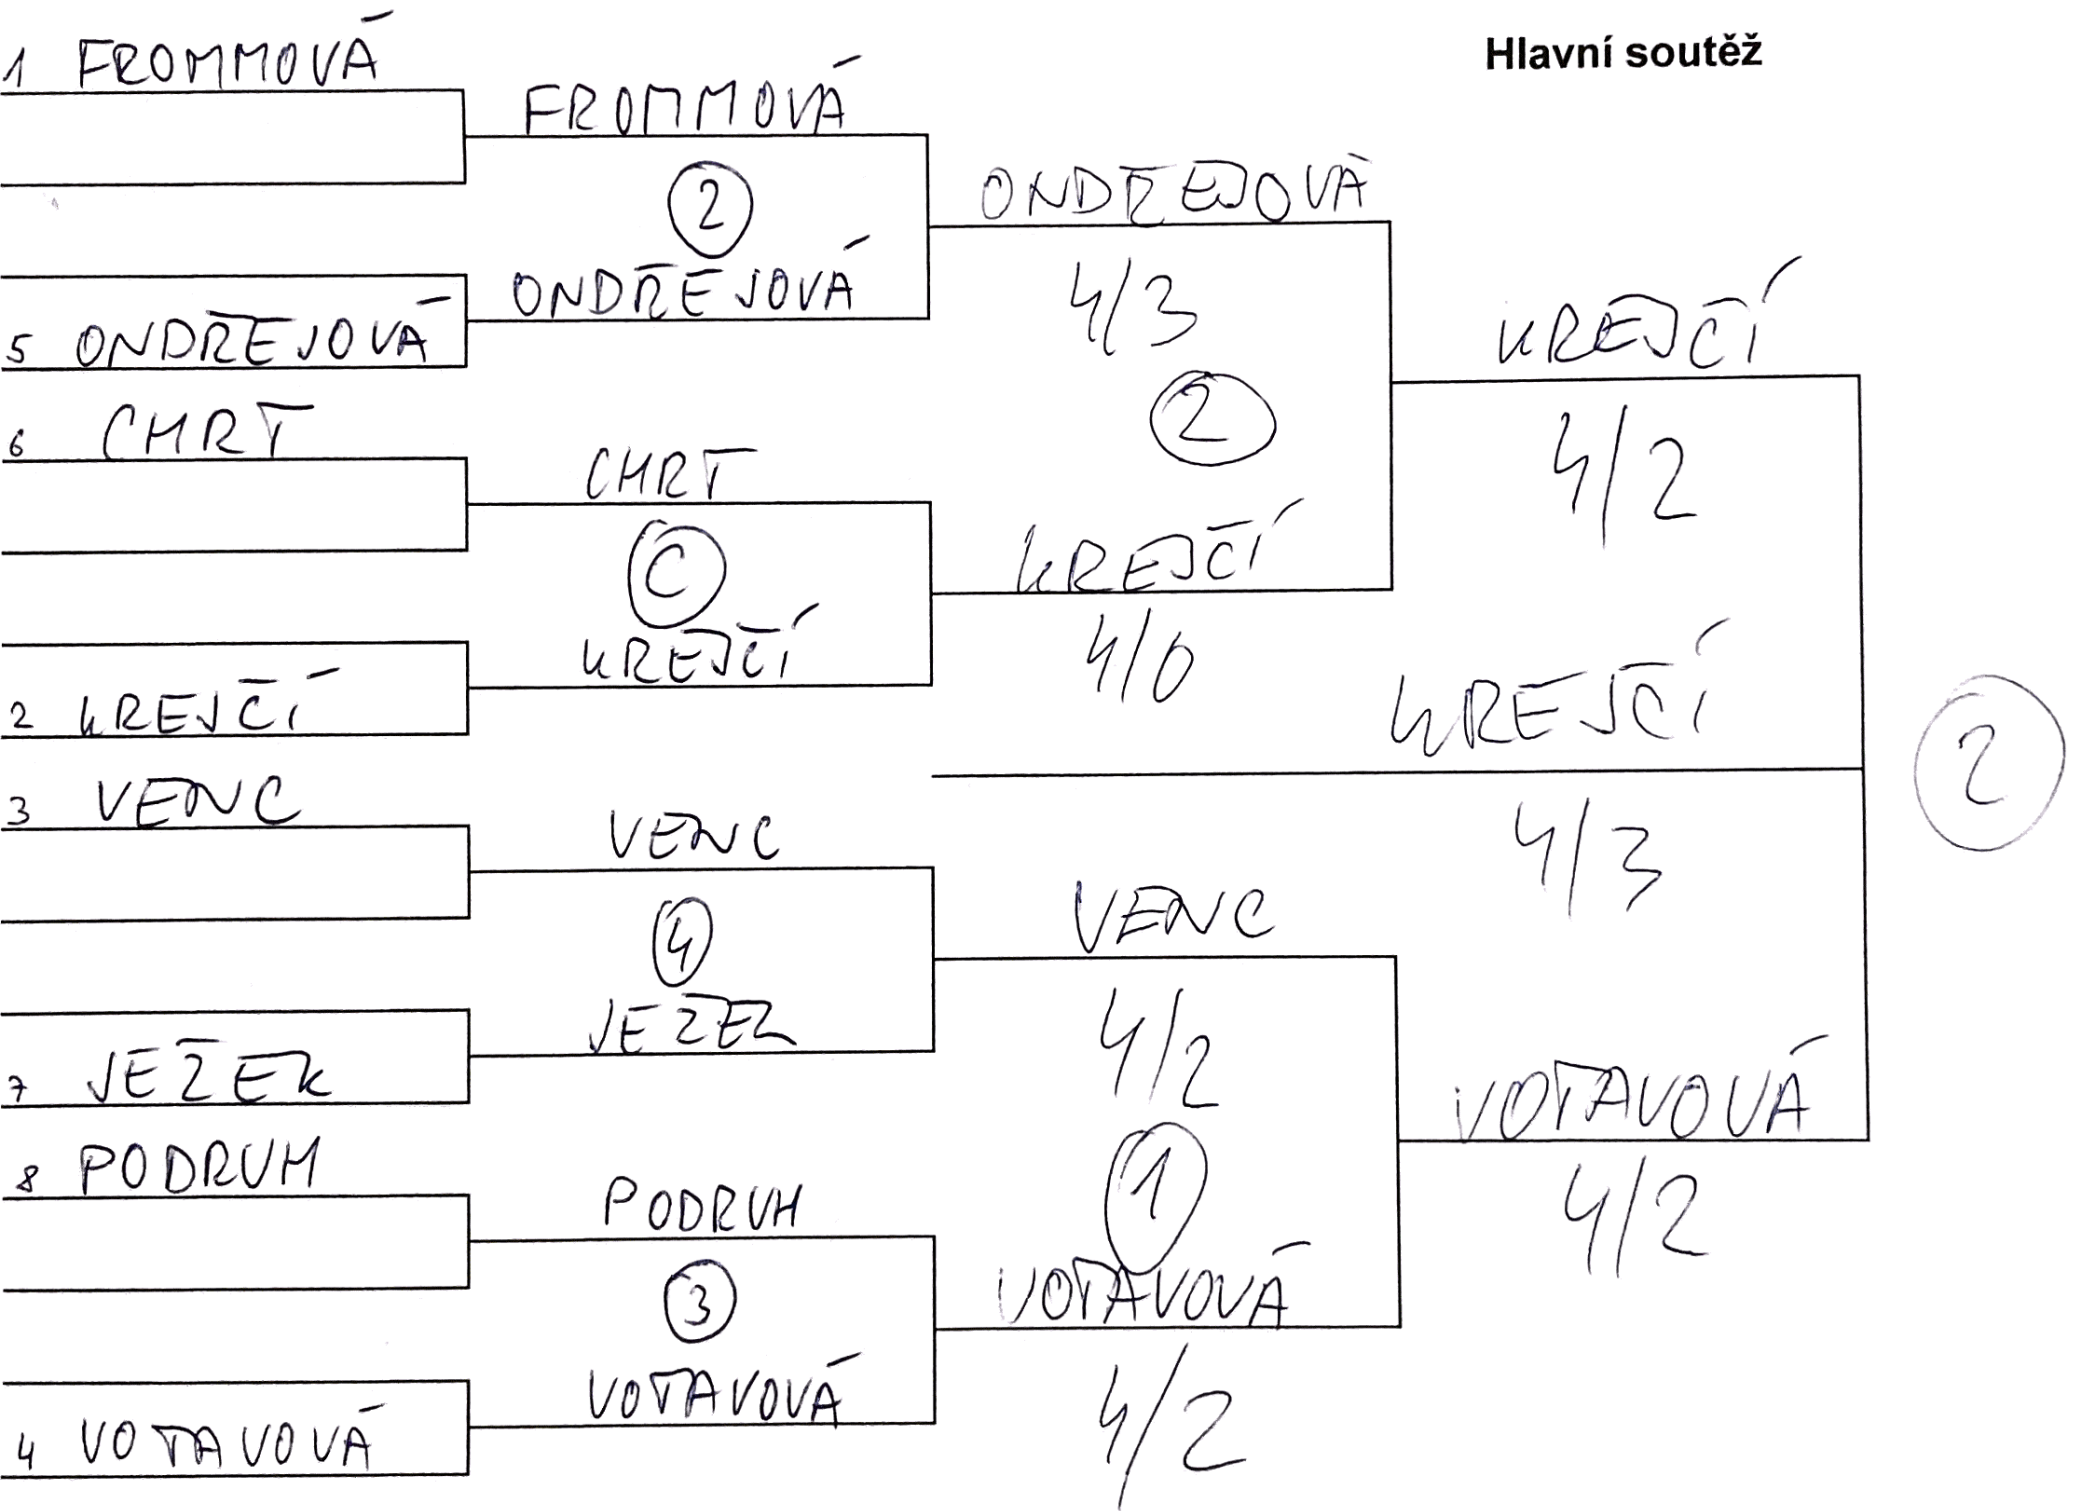 Hlavní soutěž
1 FROMMOVÁ
FROMMOVÁ
2
ONDŘEJOVÁ
4/3
ONDŘEJOVÁ
5 ONDŘEJOVÁ
6 CHRT
CHRT
C
KREJČÍ
2 KREJČÍ
2
KREJČÍ
4/0
KREJČÍ
4/2
KREJČÍ
4/3
2
3 VENC
VENC
4
JEZEK
7 JEŽEK
VENC
4/2
8 PODRUH
PODRUH
3
VOTAVOVÁ
4 VOTAVOVÁ
1
VOTAVOVÁ
4/2
VOTAVOVÁ
4/2